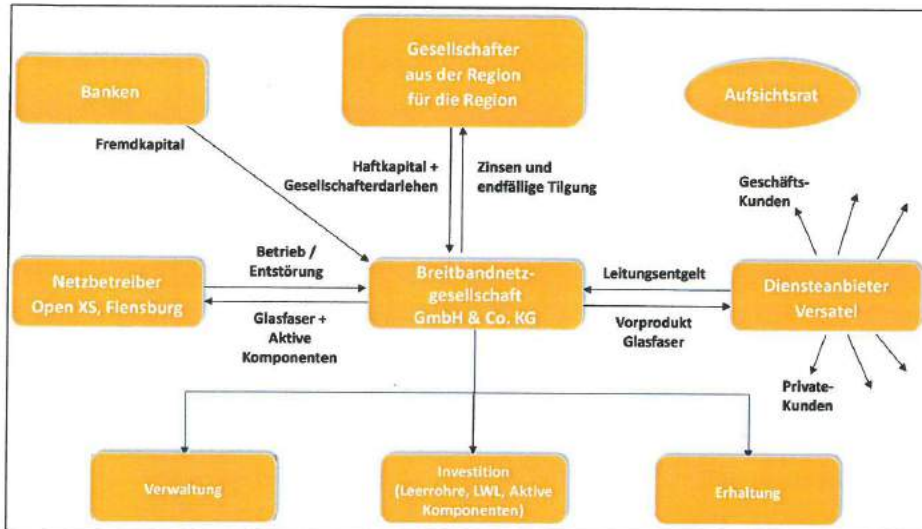 Gesellschafter
aus der Region
für die Region
Banken
Aufsichtsrat
Fremdkapital
Haftkapital +
Gesellschafterdarlehen
Zinsen und
endfällige Tilgung
Geschäfts-
Kunden
Betrieb /
Entstörung
Netzbetreiber
Open XS, Flensburg
Breitbandnetz-
gesellschaft
GmbH & Co. KG
Leitungsentgelt
Diensteanbieter
Versatel
Glasfaser +
Aktive
Komponenten
Vorprodukt
Glasfaser
Private-
Kunden
Verwaltung
Investition
(Leerrohre, LWL, Aktive
Komponenten)
Erhaltung